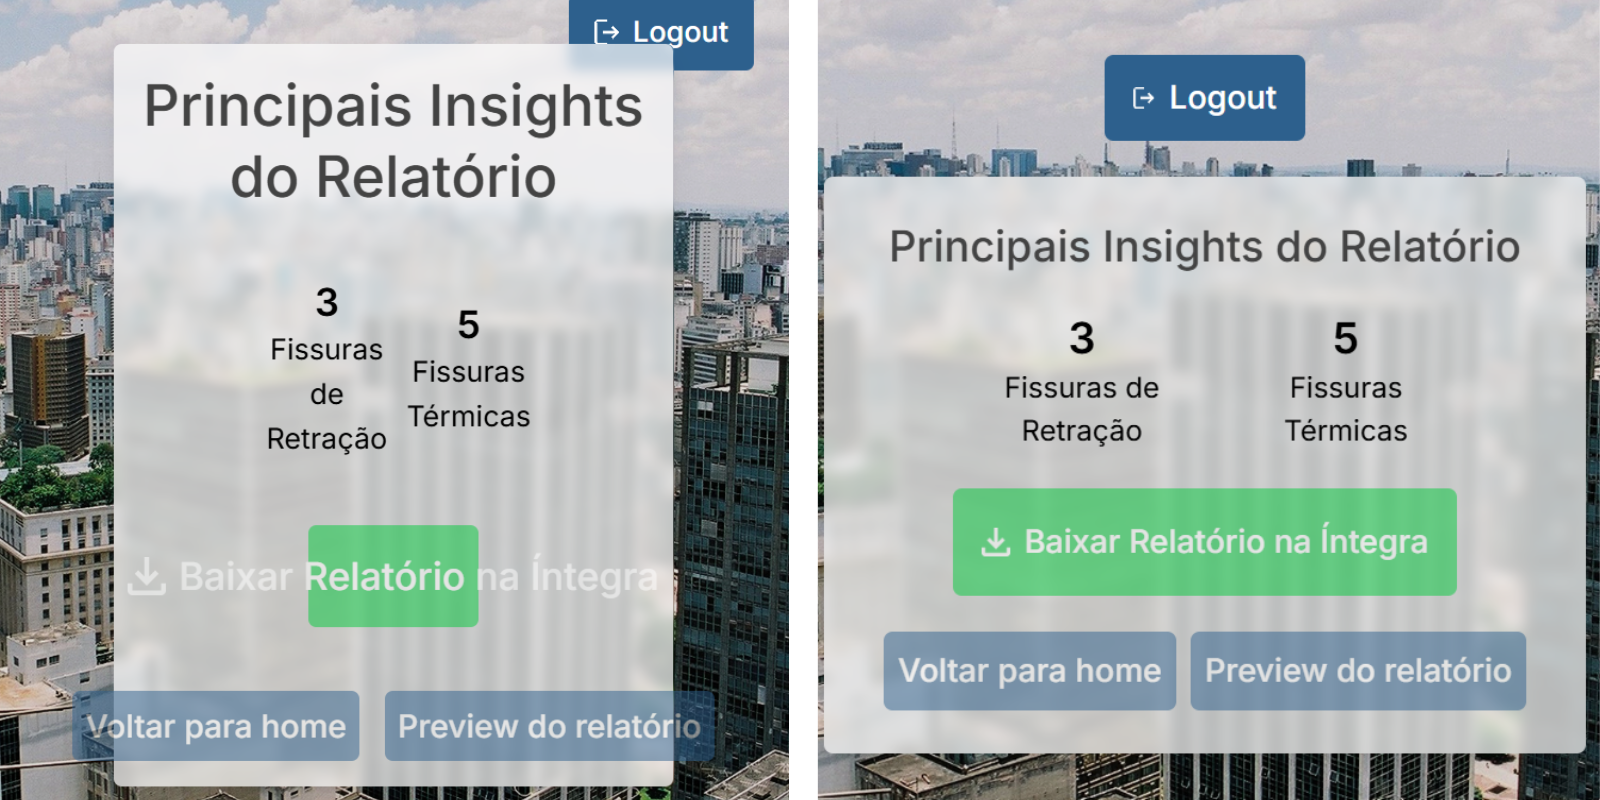 Logout
Principais Insights
do Relatório
3
Fissuras
de
Retração
5
Fissuras
Térmicas
Baixar Relatório na Íntegra
Voltar para home
Preview do relatório
Logout
Principais Insights do Relatório
3
Fissuras de
Retração
5
Fissuras
Térmicas
Baixar Relatório na Íntegra
Voltar para home
Preview do relatório